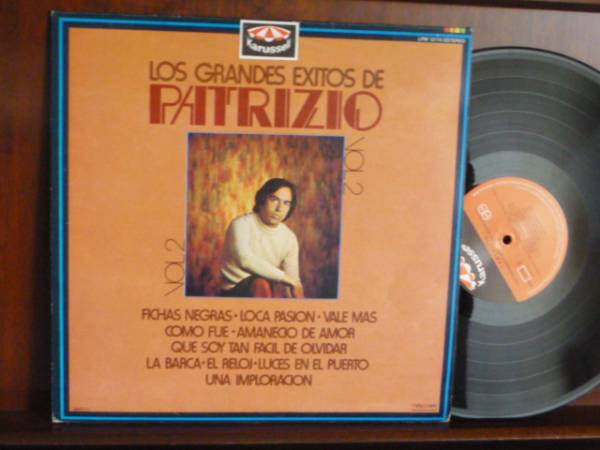 Karussell
LOS GRANDES EXITOS DE
PATRIZIO
VOL 2
VOL 2
FICHAS NEGRAS • LOCA PASION • VALE MAS
COMO FUE • AMANECIO DE AMOR
QUE SOY TAN FACIL DE OLVIDAR
LA BARCA • EL RELOJ • LUCES EN EL PUERTO
UNA IMPLORACION
Karussell